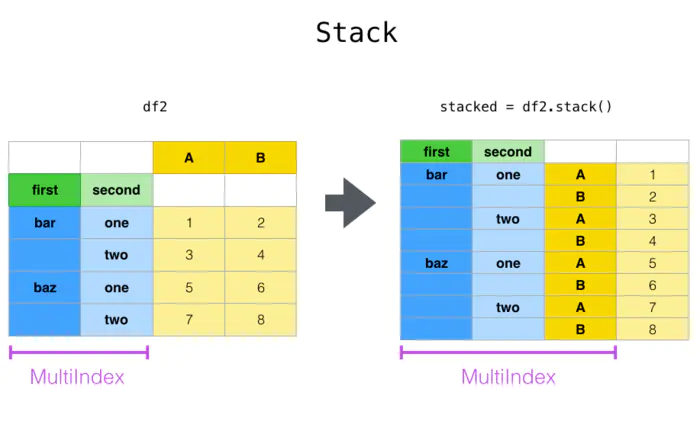 Stack
df2
A B
first second
bar one 1 2
two 3 4
baz one 5 6
two 7 8
MultiIndex
stacked = df2.stack()
first second
bar one A 1
B 2
two A 3
B 4
baz one A 5
B 6
two A 7
B 8
MultiIndex